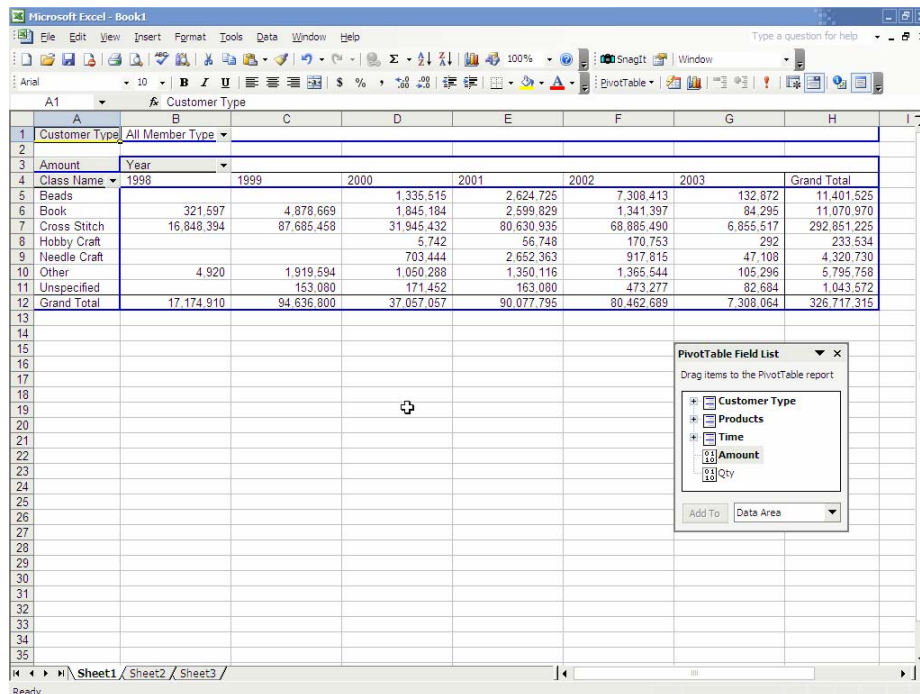 Microsoft Excel - Book1
File Edit View Insert Format Tools Data Window Help Type a question for help
100% SnagIt Window
Arial 10 B I U $ % , PivotTable
A1 fx Customer Type
A B C D E F G H I
1 Customer Type All Member Type
2
3 Amount Year
4 Class Name 1998 1999 2000 2001 2002 2003 Grand Total
5 Beads 1,335,515 2,624,725 7,308,413 132,872 11,401,525
6 Book 321,597 4,878,669 1,845,184 2,599,829 1,341,397 84,295 11,070,970
7 Cross Stitch 16,848,394 87,685,458 31,945,432 80,630,935 68,885,490 6,855,517 292,851,225
8 Hobby Craft 5,742 56,748 170,753 292 233,534
9 Needle Craft 703,444 2,652,363 917,815 47,108 4,320,730
10 Other 4,920 1,919,594 1,050,288 1,350,116 1,365,544 105,296 5,795,758
11 Unspecified 153,080 171,452 163,080 473,277 82,684 1,043,572
12 Grand Total 17,174,910 94,636,800 37,057,057 90,077,795 80,462,689 7,308,064 326,717,315
13
14
15
16
17
18
19
20
21
22
23
24
25
26
27
28
29
30
31
32
33
34
35
PivotTable Field List
Drag items to the PivotTable report
Customer Type
Products
Time
Amount
Qty
Add To Data Area
Sheet1 Sheet2 Sheet3
Ready